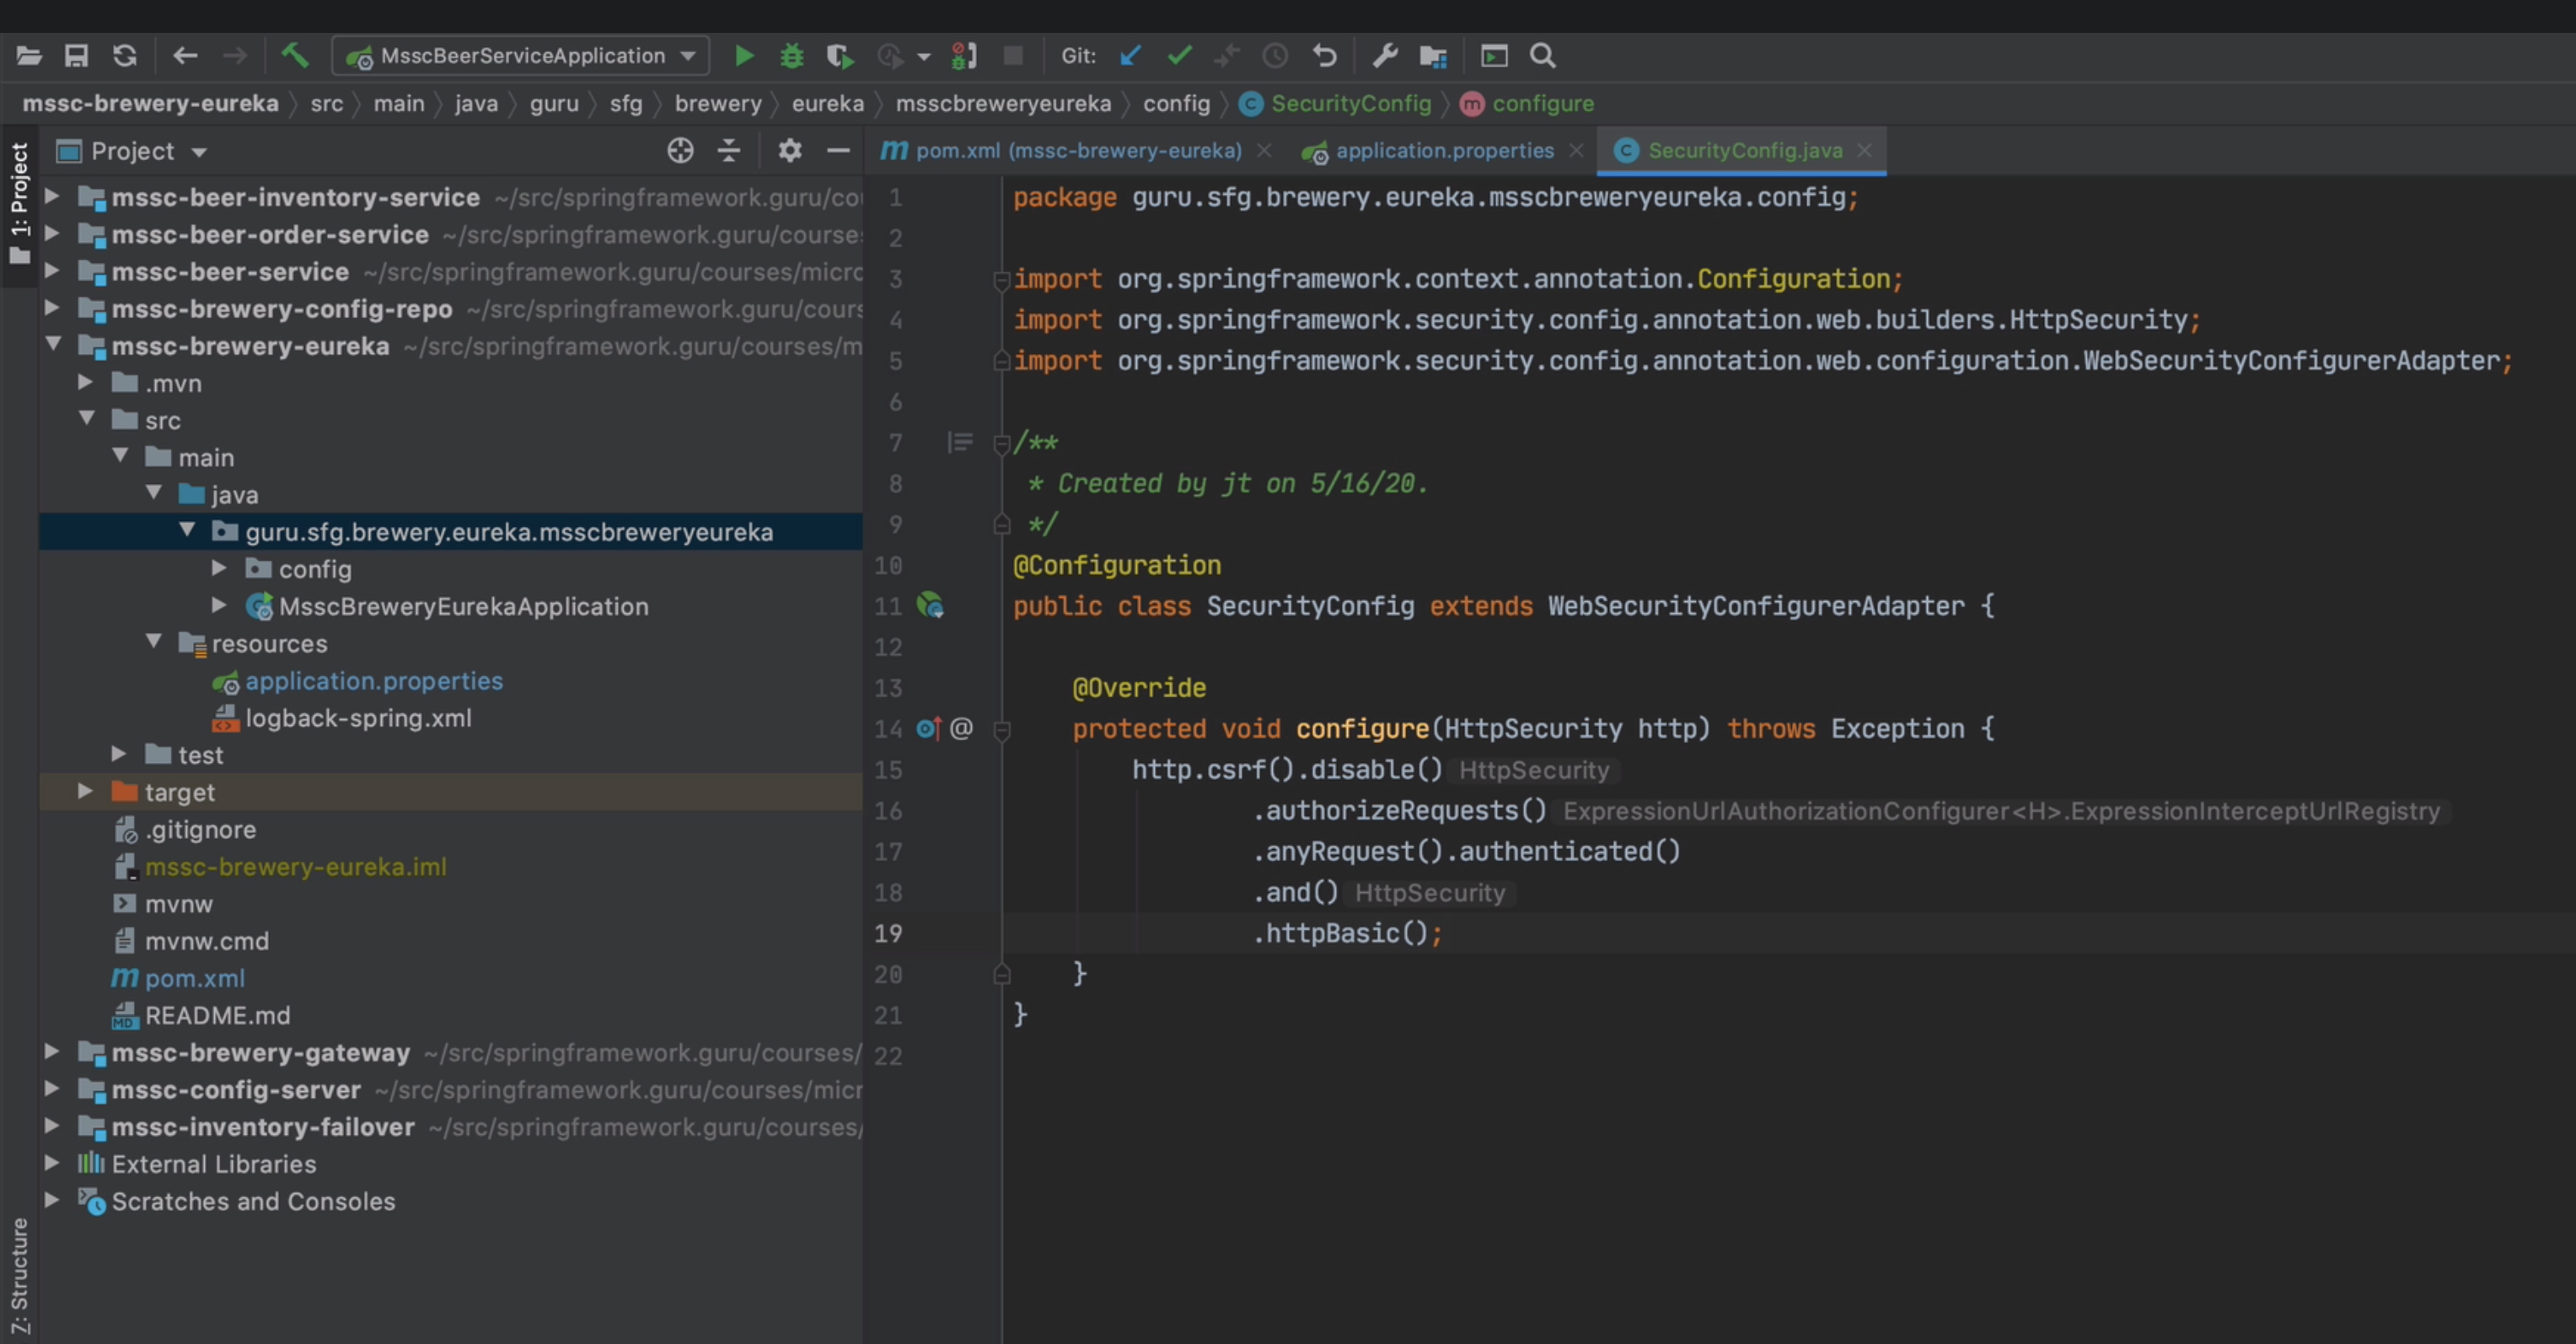 MsscBeerServiceApplication Git:
mssc-brewery-eureka src main java guru sfg brewery eureka msscbreweryeureka config SecurityConfig configure
1: Project
Z: Structure
Project
mssc-beer-inventory-service ~/src/springframework.guru/co
mssc-beer-order-service ~/src/springframework.guru/course
mssc-beer-service ~/src/springframework.guru/courses/micro
mssc-brewery-config-repo ~/src/springframework.guru/cours
mssc-brewery-eureka ~/src/springframework.guru/courses/m
.mvn
src
main
java
guru.sfg.brewery.eureka.msscbreweryeureka
config
MsscBreweryEurekaApplication
resources
application.properties
logback-spring.xml
test
target
.gitignore
mssc-brewery-eureka.iml
mvnw
mvnw.cmd
pom.xml
README.md
mssc-brewery-gateway ~/src/springframework.guru/courses/
mssc-config-server ~/src/springframework.guru/courses/micr
mssc-inventory-failover ~/src/springframework.guru/courses/
External Libraries
Scratches and Consoles
pom.xml (mssc-brewery-eureka) application.properties SecurityConfig.java
1 package guru.sfg.brewery.eureka.msscbreweryeureka.config;
2
3 import org.springframework.context.annotation.Configuration;
4 import org.springframework.security.config.annotation.web.builders.HttpSecurity;
5 import org.springframework.security.config.annotation.web.configuration.WebSecurityConfigurerAdapter;
6
7 /**
8 * Created by jt on 5/16/20.
9 */
10 @Configuration
11 public class SecurityConfig extends WebSecurityConfigurerAdapter {
12
13 @Override
14 @ protected void configure(HttpSecurity http) throws Exception {
15 http.csrf().disable() HttpSecurity
16 .authorizeRequests() ExpressionUrlAuthorizationConfigurer<H>.ExpressionInterceptUrlRegistry
17 .anyRequest().authenticated()
18 .and() HttpSecurity
19 .httpBasic();
20 }
21 }
22